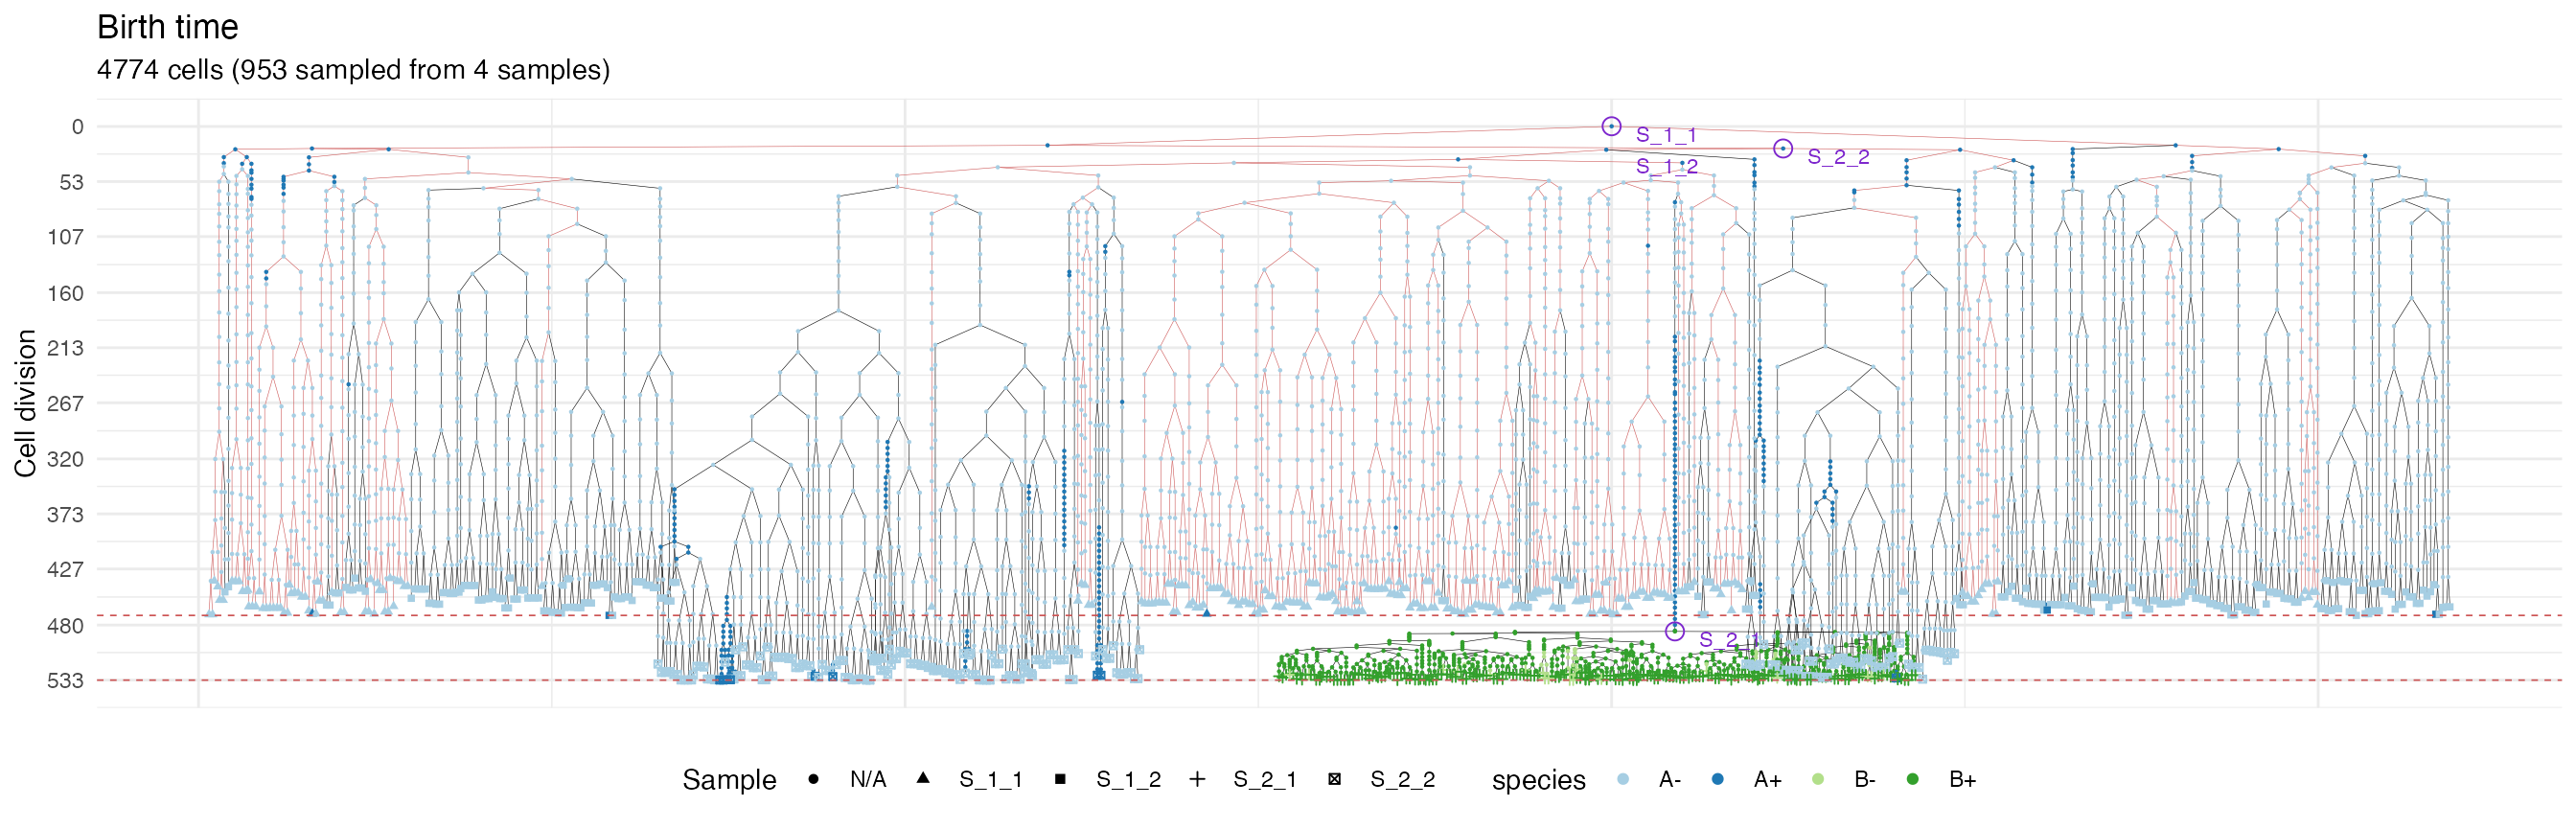 Birth time
4774 cells (953 sampled from 4 samples)
Cell division
0
53
107
160
213
267
320
373
427
480
533
S_1_1
S_2_2
S_1_2
S_2_1
Sample N/A S_1_1 S_1_2 S_2_1 S_2_2 species A- A+ B- B+